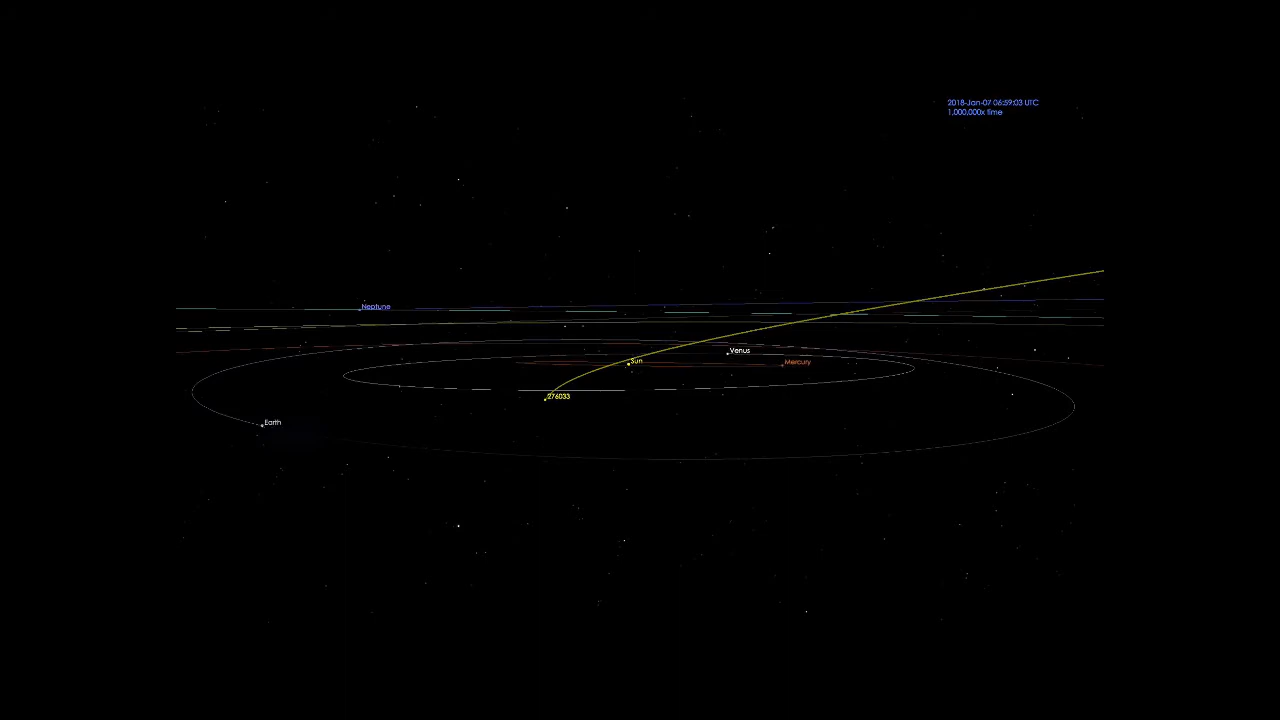 2018-Jan-07 06:59:03 UTC
1,000,000x time
Neptune
Venus
Sun
Mercury
276033
Earth